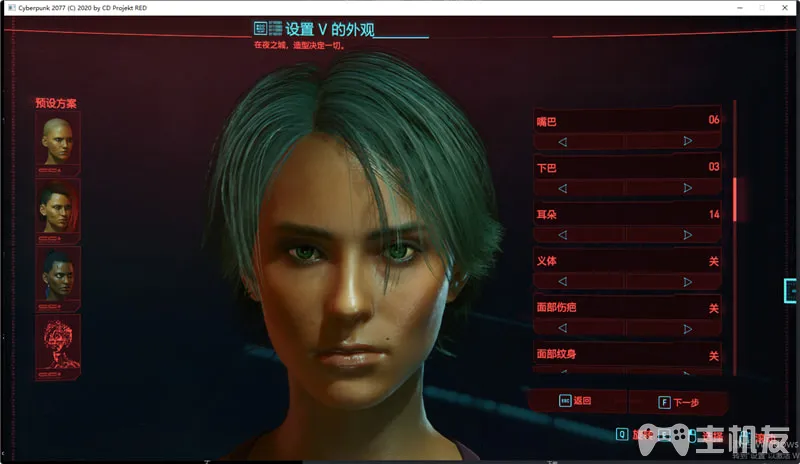 Cyberpunk 2077 (C) 2020 by CD Projekt RED
设置 V 的外观
在夜之城，造型决定一切。
预设方案
嘴巴 06
下巴 03
耳朵 14
义体 关
面部伤疤 关
面部纹身 关
ESC 返回
F 下一步
Q
E
主机友